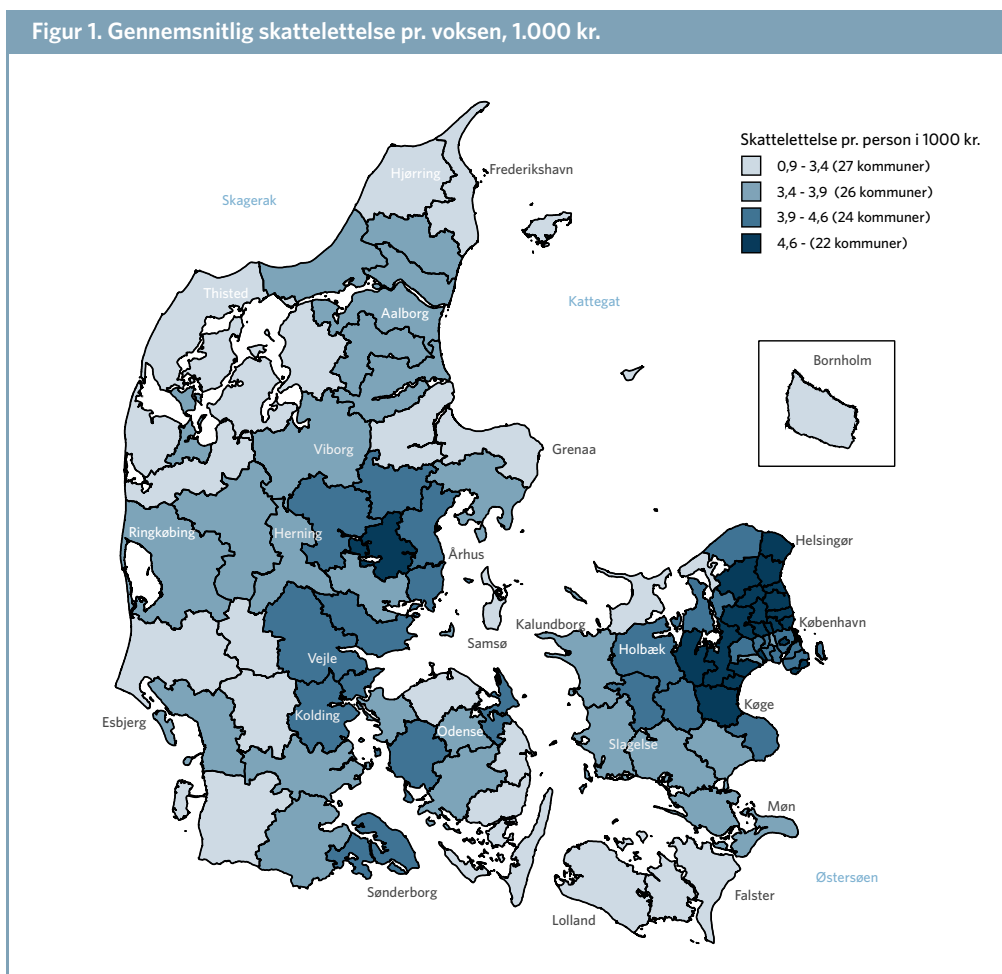 Figur 1. Gennemsnitlig skattelettelse pr. voksen, 1.000 kr.
Skattelettelse pr. person i 1000 kr.
0,9 - 3,4 (27 kommuner)
3,4 - 3,9 (26 kommuner)
3,9 - 4,6 (24 kommuner)
4,6 - (22 kommuner)
Hjørring
Frederikshavn
Skagerak
Thisted
Kattegat
Aalborg
Bornholm
Viborg
Grenaa
Ringkøbing
Herning
Helsingør
Århus
Kalundborg
København
Samsø
Holbæk
Vejle
Køge
Esbjerg
Kolding
Odense
Slagelse
Møn
Østersøen
Sønderborg
Falster
Lolland